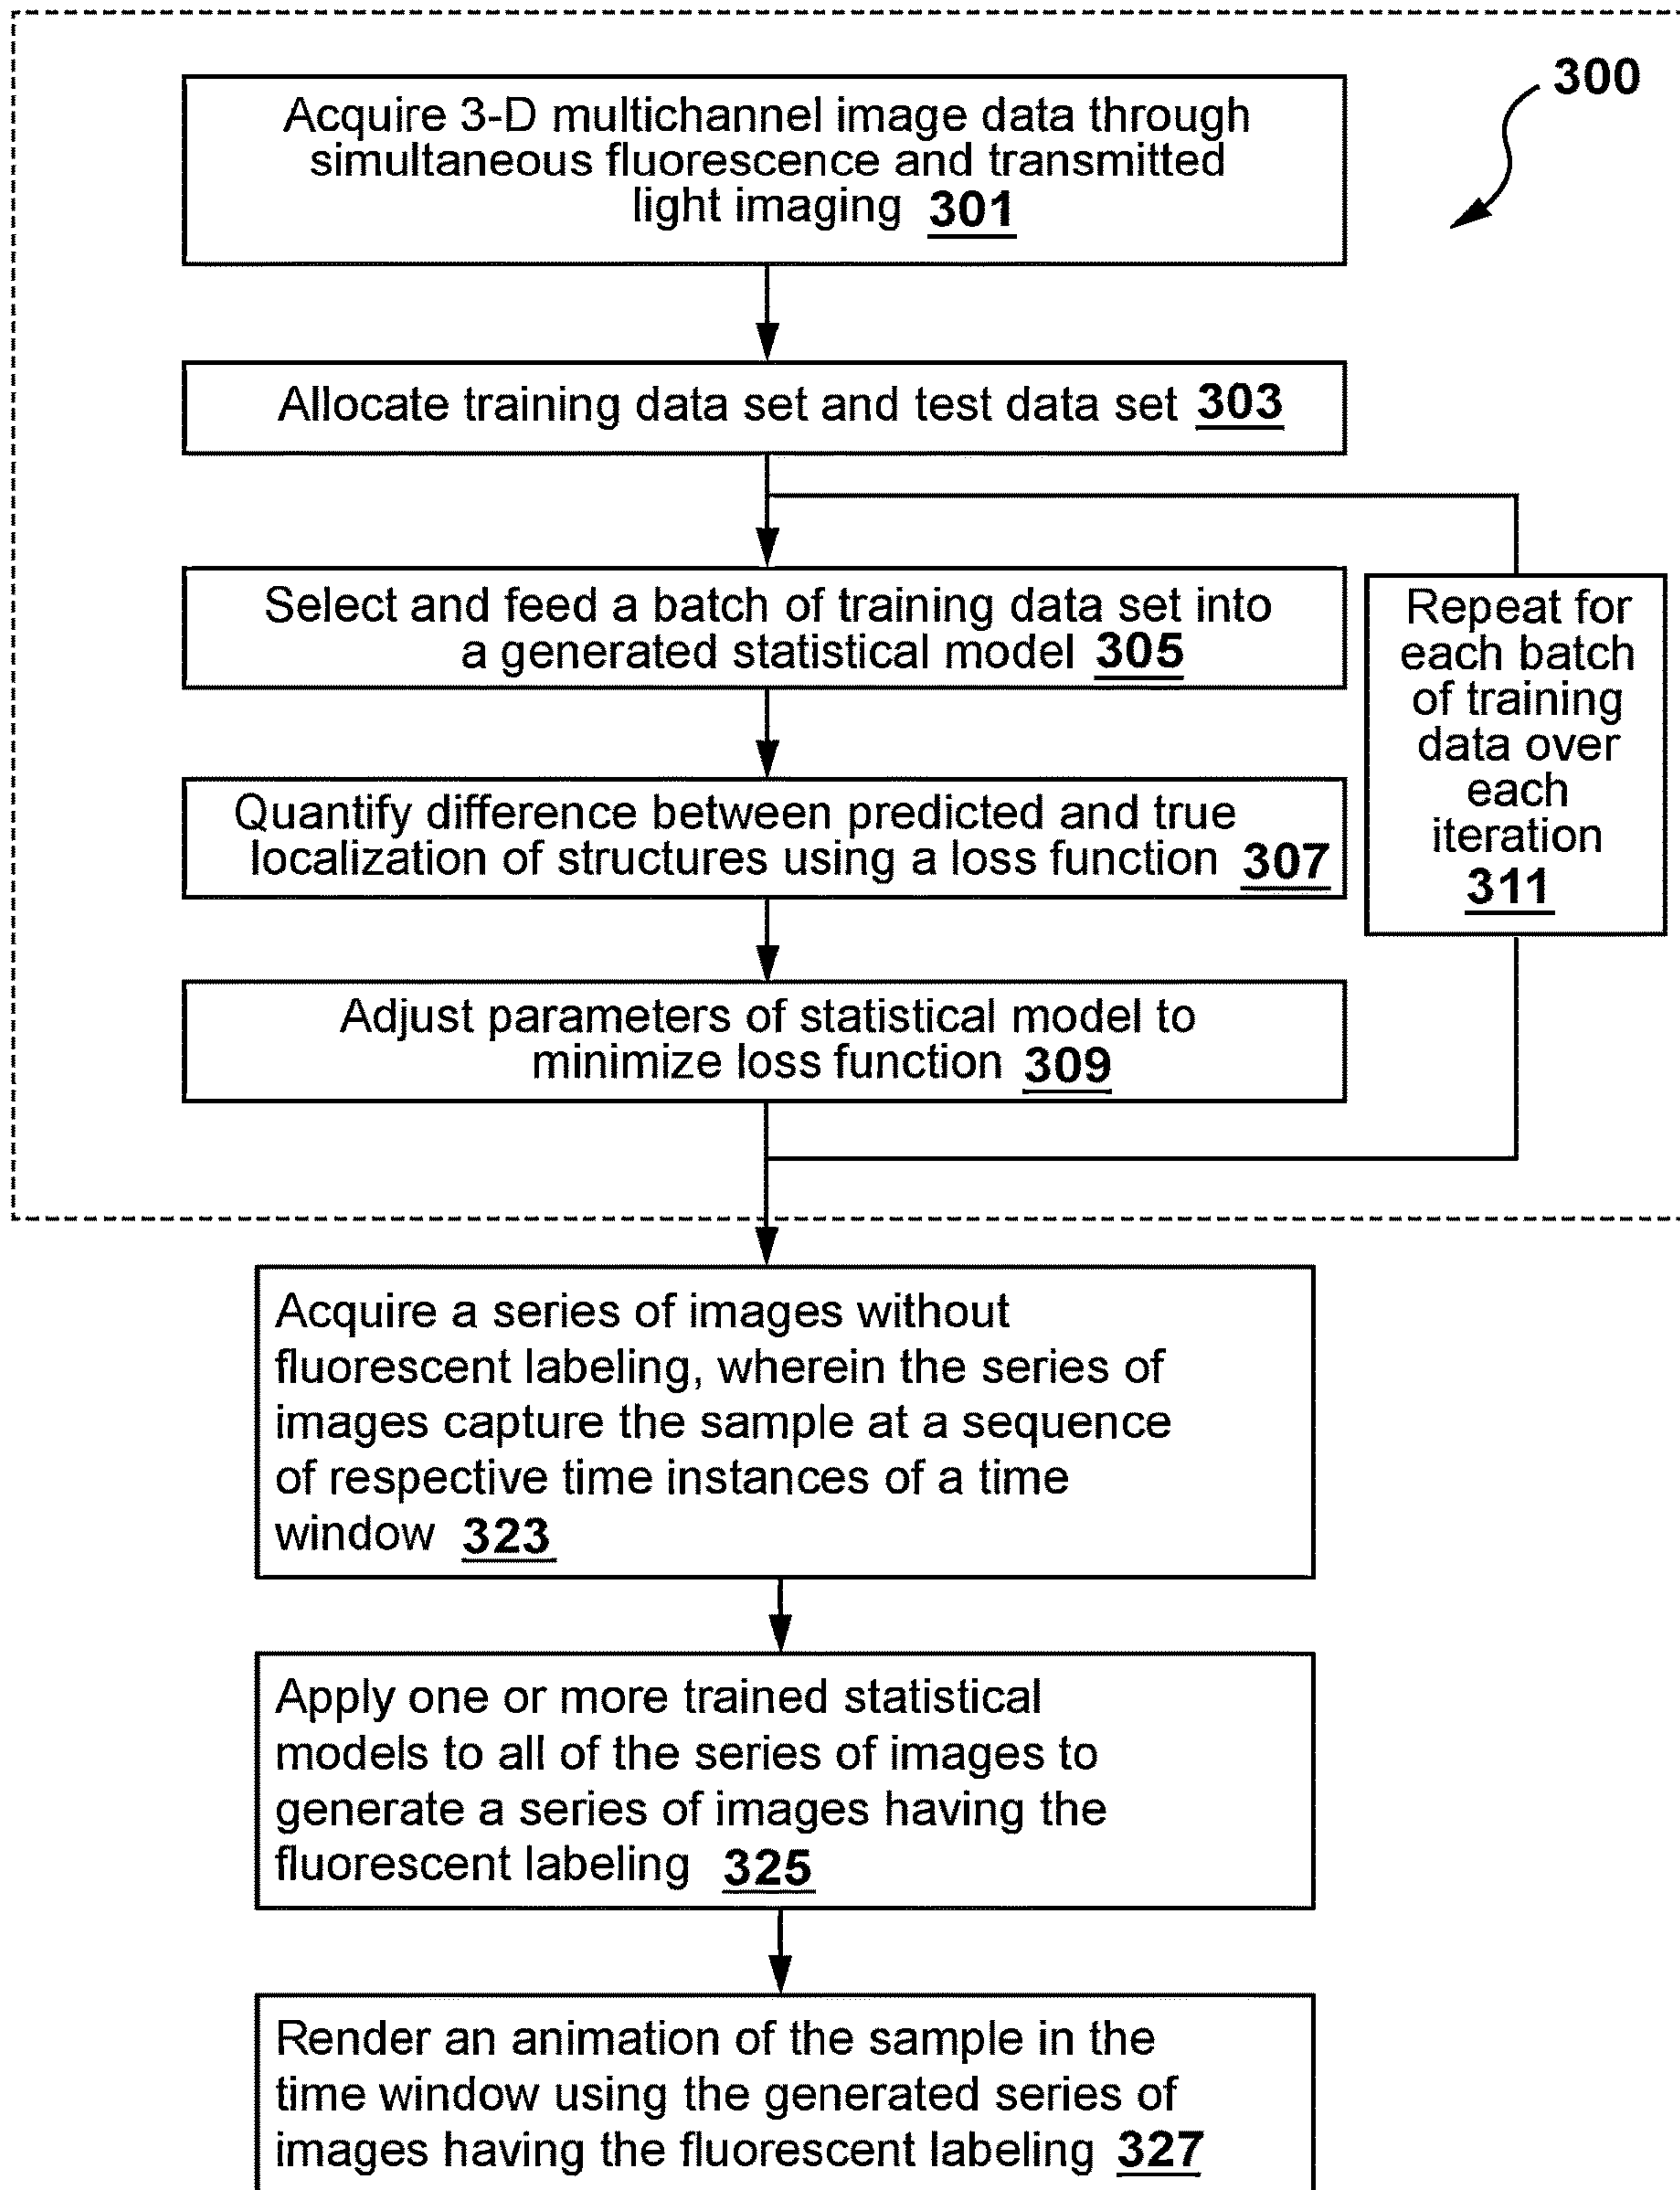 300
Acquire 3-D multichannel image data through
simultaneous fluorescence and transmitted
light imaging 301
Allocate training data set and test data set 303
Select and feed a batch of training data set into
a generated statistical model 305
Repeat for
each batch
of training
data over
each
iteration
311
Quantify difference between predicted and true
localization of structures using a loss function 307
Adjust parameters of statistical model to
minimize loss function 309
Acquire a series of images without
fluorescent labeling, wherein the series of
images capture the sample at a sequence
of respective time instances of a time
window 323
Apply one or more trained statistical
models to all of the series of images to
generate a series of images having the
fluorescent labeling 325
Render an animation of the sample in the
time window using the generated series of
images having the fluorescent labeling 327